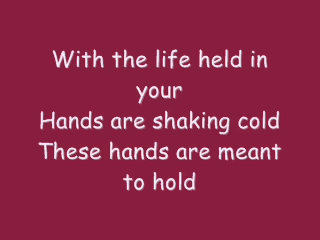 With the life held in
your
Hands are shaking cold
These hands are meant
to hold